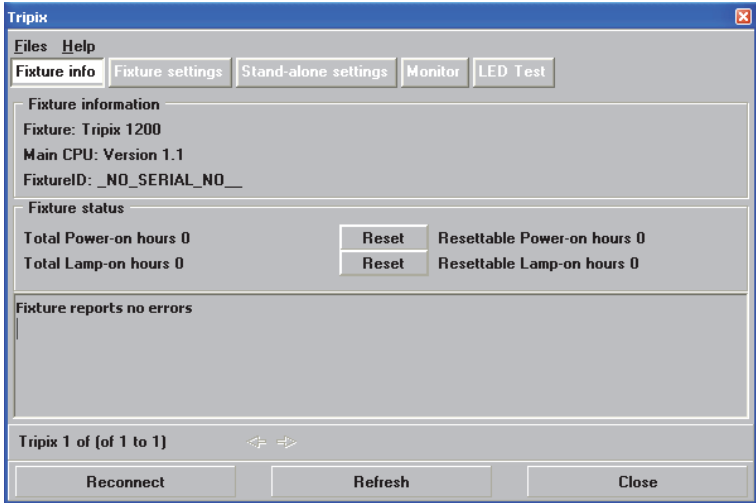 Tripix
Files Help
Fixture info Fixture settings Stand-alone settings Monitor LED Test
Fixture information
Fixture: Tripix 1200
Main CPU: Version 1.1
FixtureID: _NO_SERIAL_NO__
Fixture status
Total Power-on hours 0 Reset Resettable Power-on hours 0
Total Lamp-on hours 0 Reset Resettable Lamp-on hours 0
Fixture reports no errors
Tripix 1 of (of 1 to 1)
Reconnect Refresh Close